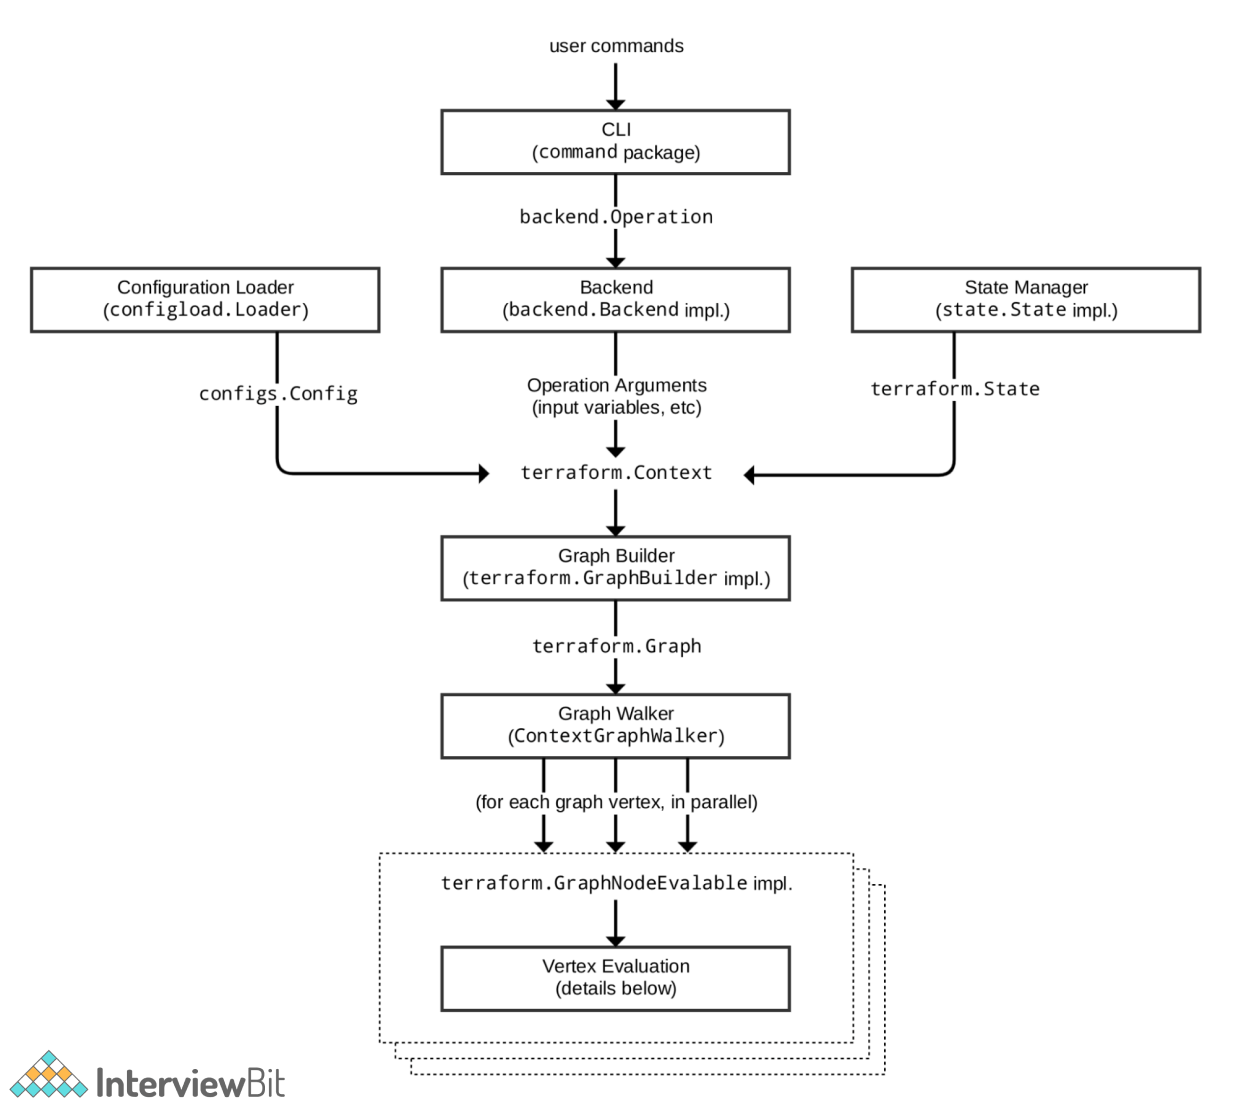 user commands
CLI
(command package)
backend.Operation
Configuration Loader
(configload.Loader)
Backend
(backend.Backend impl.)
State Manager
(state.State impl.)
configs.Config
Operation Arguments
(input variables, etc)
terraform.State
terraform.Context
Graph Builder
(terraform.GraphBuilder impl.)
terraform.Graph
Graph Walker
(ContextGraphWalker)
(for each graph vertex, in parallel)
terraform.GraphNodeEvalable impl.
Vertex Evaluation
(details below)
InterviewBit